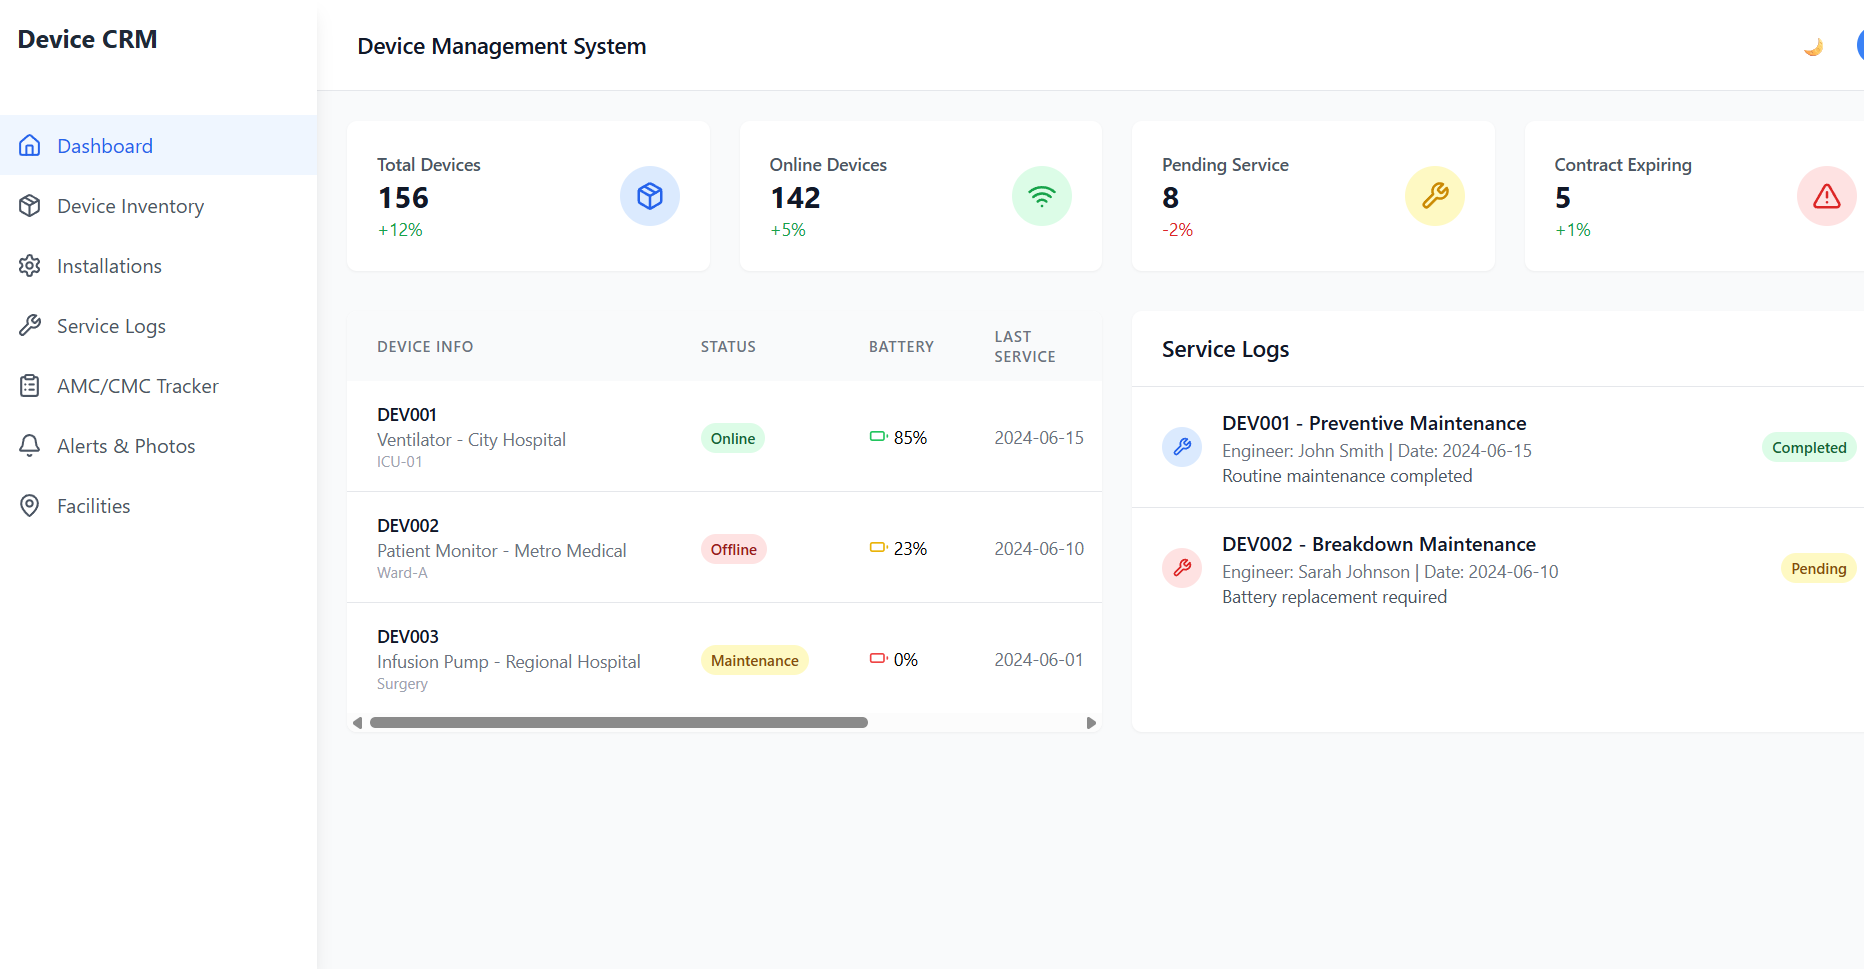 Device CRM
Device Management System
Dashboard
Device Inventory
Installations
Service Logs
AMC/CMC Tracker
Alerts & Photos
Facilities
Total Devices
156
+12%
Online Devices
142
+5%
Pending Service
8
-2%
Contract Expiring
5
+1%
DEVICE INFO
STATUS
BATTERY
LAST
SERVICE
DEV001
Ventilator - City Hospital
ICU-01
Online
85%
2024-06-15
DEV002
Patient Monitor - Metro Medical
Ward-A
Offline
23%
2024-06-10
DEV003
Infusion Pump - Regional Hospital
Surgery
Maintenance
0%
2024-06-01
Service Logs
DEV001 - Preventive Maintenance
Engineer: John Smith | Date: 2024-06-15
Routine maintenance completed
Completed
DEV002 - Breakdown Maintenance
Engineer: Sarah Johnson | Date: 2024-06-10
Battery replacement required
Pending